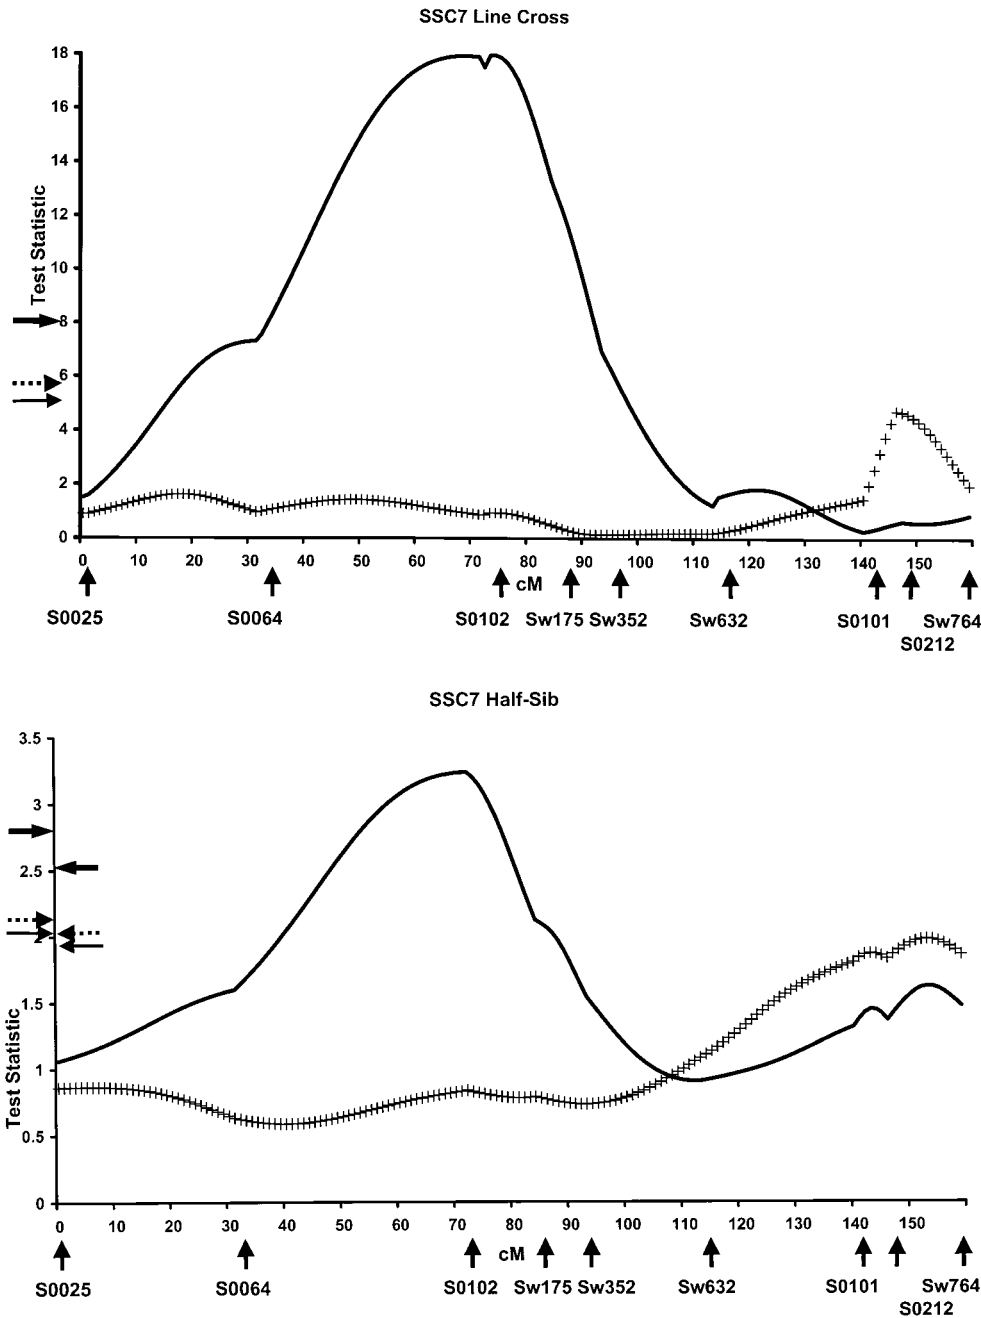 SSC7 Line Cross
18
16
14
12
10
8
6
4
2
0
Test Statistic
0 10 20 30 40 50 60 70 80 90 100 110 120 130 140 150
cM
S0025 S0064 S0102 Sw175 Sw352 Sw632 S0101 Sw764
S0212
SSC7 Half-Sib
3.5
3
2.5
2
1.5
1
0.5
0
Test Statistic
0 10 20 30 40 50 60 70 80 90 100 110 120 130 140 150
cM
S0025 S0064 S0102 Sw175 Sw352 Sw632 S0101 Sw764
S0212